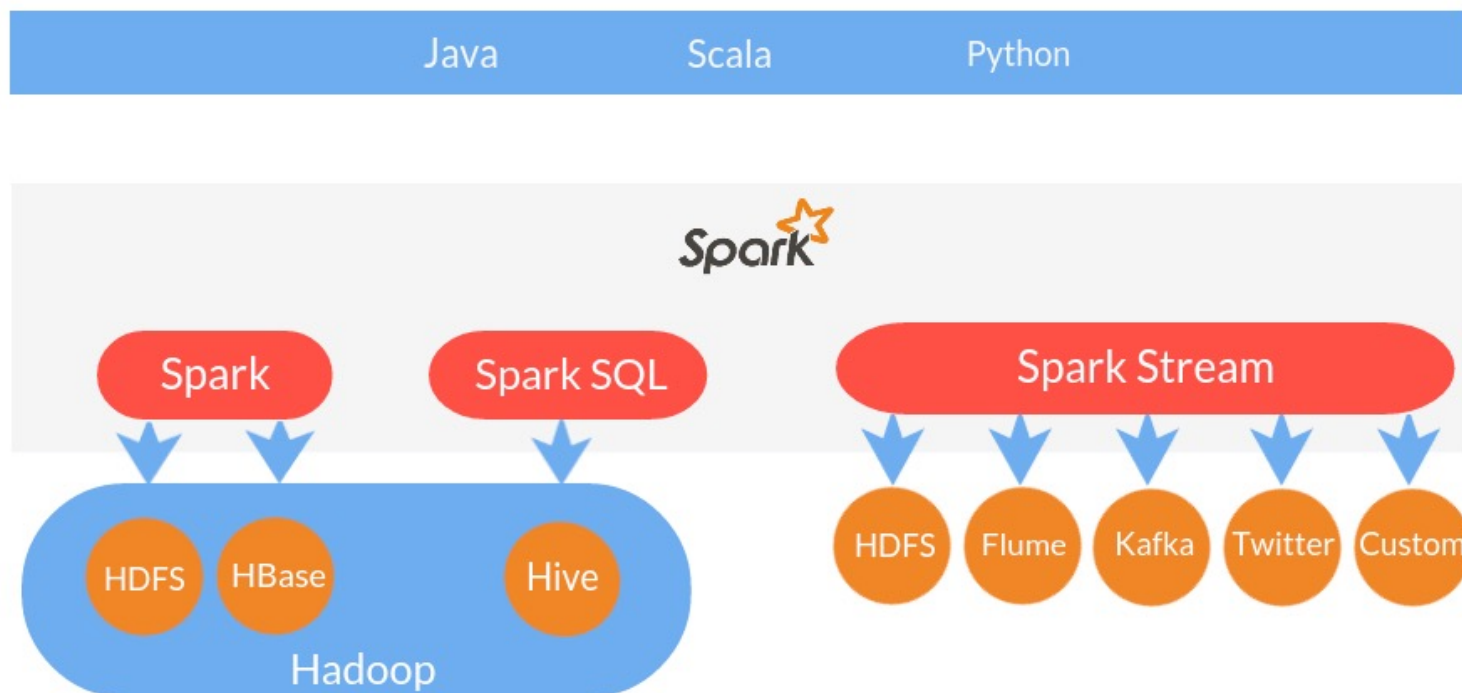 Java Scala Python
Spark
Spark Spark SQL Spark Stream
HDFS HBase Hive HDFS Flume Kafka Twitter Custom
Hadoop